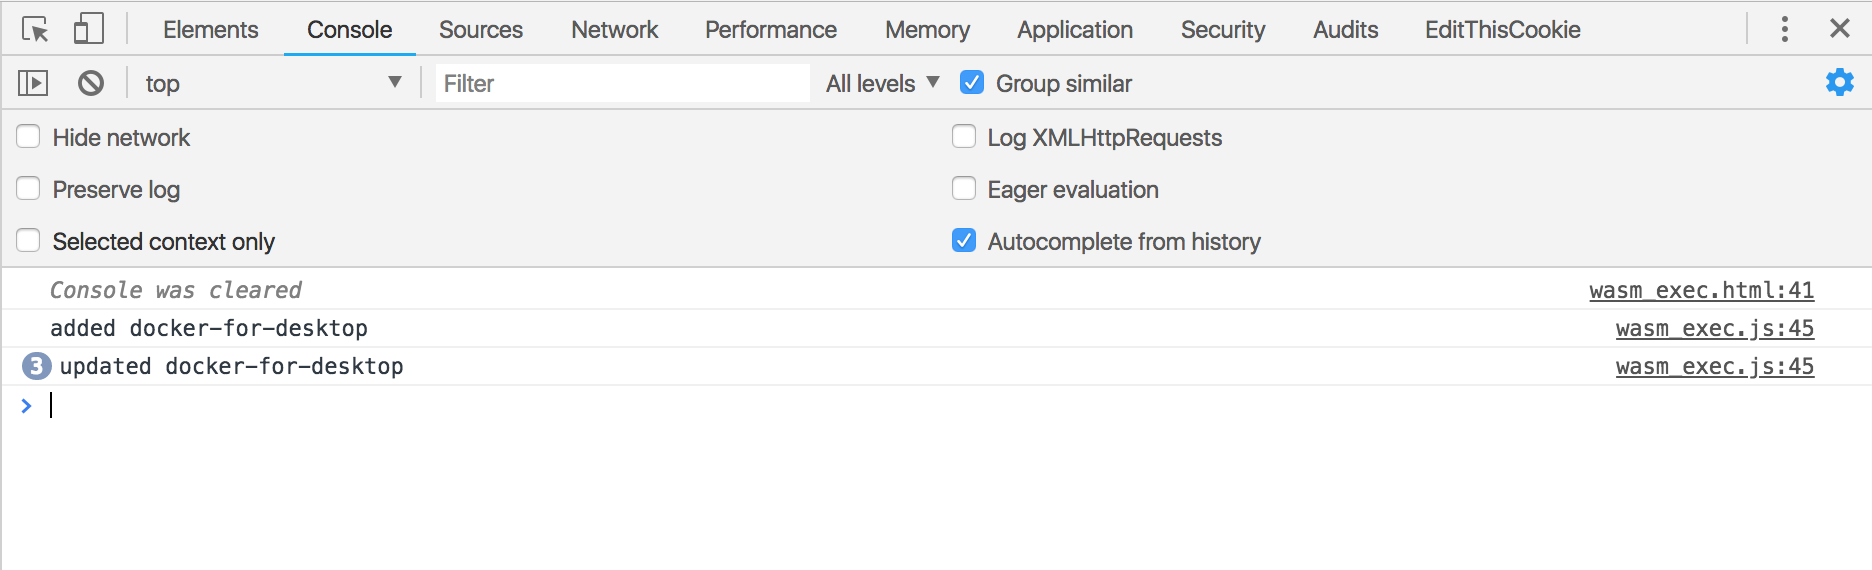 Elements Console Sources Network Performance Memory Application Security Audits EditThisCookie
top Filter All levels Group similar
Hide network Log XMLHttpRequests
Preserve log Eager evaluation
Selected context only Autocomplete from history
Console was cleared wasm_exec.html:41
added docker-for-desktop wasm_exec.js:45
3 updated docker-for-desktop wasm_exec.js:45